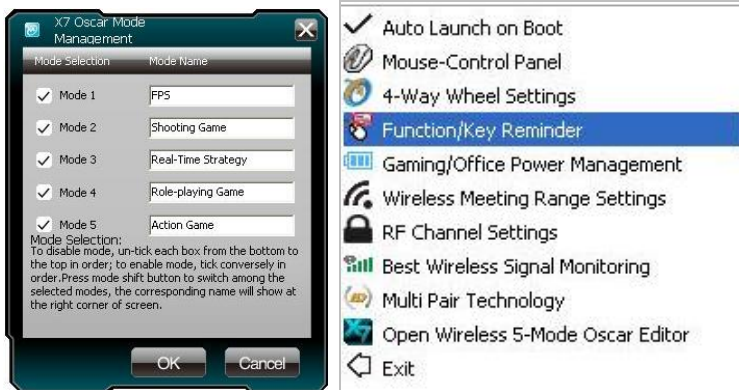 X7 Oscar Mode
Management
Mode Selection Mode Name
Mode 1 FPS
Mode 2 Shooting Game
Mode 3 Real-Time Strategy
Mode 4 Role-playing Game
Mode 5 Action Game
Mode Selection:
To disable mode, un-tick each box from the bottom to
the top in order; to enable mode, tick conversely in
order.Press mode shift button to switch among the
selected modes, the corresponding name will show at
the right corner of screen.
OK Cancel
Auto Launch on Boot
Mouse-Control Panel
4-Way Wheel Settings
Function/Key Reminder
Gaming/Office Power Management
Wireless Meeting Range Settings
RF Channel Settings
Best Wireless Signal Monitoring
Multi Pair Technology
X7 Open Wireless 5-Mode Oscar Editor
Exit